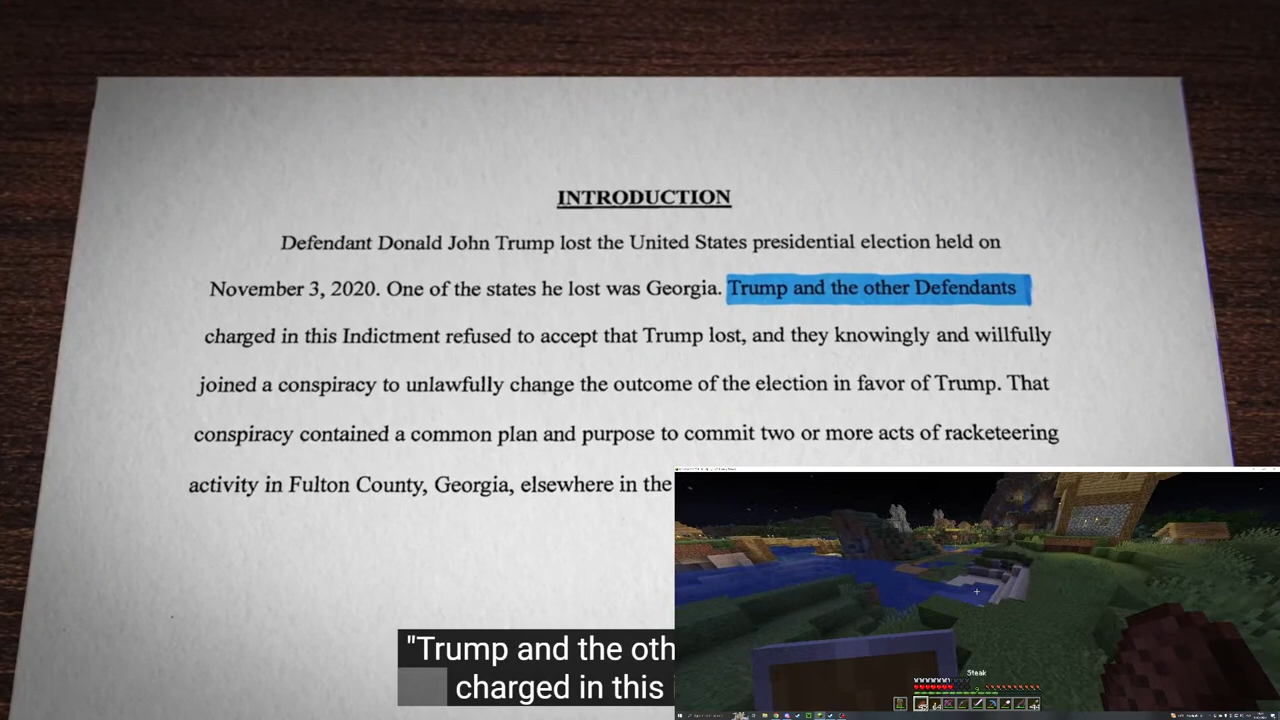 INTRODUCTION
Defendant Donald John Trump lost the United States presidential election held on
November 3, 2020. One of the states he lost was Georgia. Trump and the other Defendants
charged in this Indictment refused to accept that Trump lost, and they knowingly and willfully
joined a conspiracy to unlawfully change the outcome of the election in favor of Trump. That
conspiracy contained a common plan and purpose to commit two or more acts of racketeering
activity in Fulton County, Georgia, elsewhere in the
"Trump and the oth
charged in this
Steak